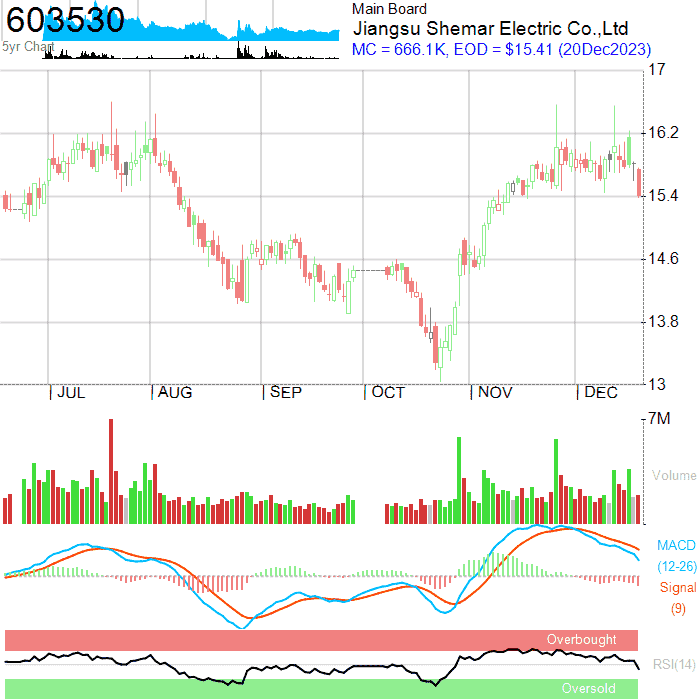 603530
5yr Chart
Main Board
Jiangsu Shemar Electric Co.,Ltd
MC = 666.1K, EOD = $15.41 (20Dec2023)
17
16.2
15.4
14.6
13.8
13
JUL AUG SEP OCT NOV DEC
7M
Volume
MACD
(12-26)
Signal
(9)
Overbought
RSI(14)
Oversold